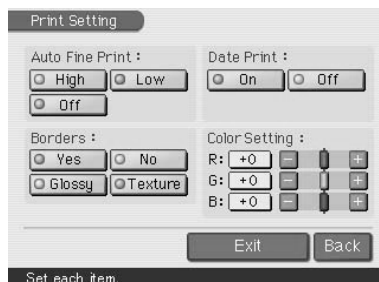 Print Setting
Auto Fine Print :
High Low
Off
Date Print :
On Off
Borders :
Yes No
Glossy Texture
Color Setting :
R: +0 − +
G: +0 − +
B: +0 − +
Exit Back
Set each item.